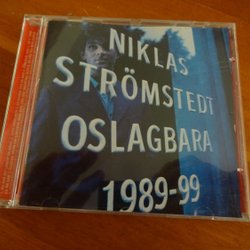 NIKLAS
STRÖMSTEDT
OSLAGBARA
1989-99